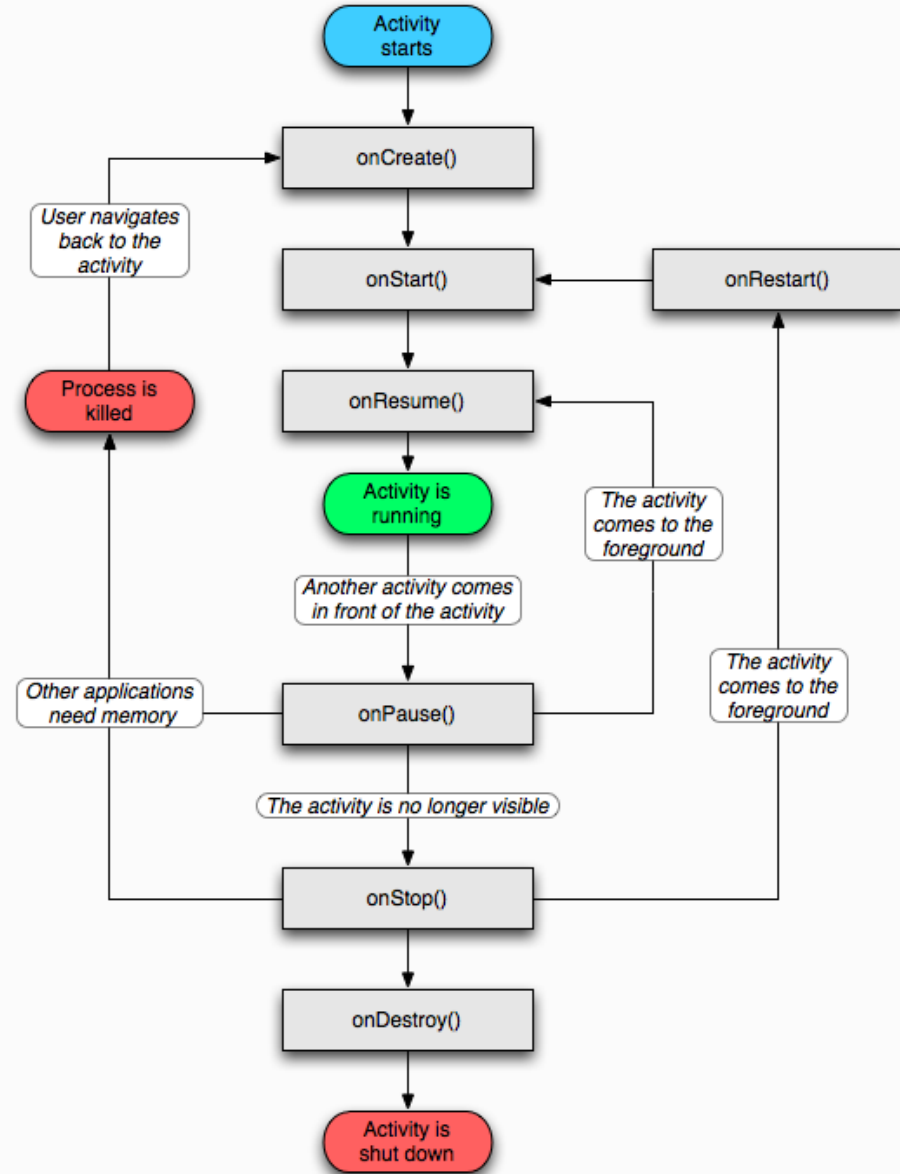 Activity
starts
onCreate()
User navigates
back to the
activity
onStart()
onRestart()
Process is
killed
onResume()
Activity is
running
The activity
comes to the
foreground
Another activity comes
in front of the activity
The activity
comes to the
foreground
Other applications
need memory
onPause()
The activity is no longer visible
onStop()
onDestroy()
Activity is
shut down